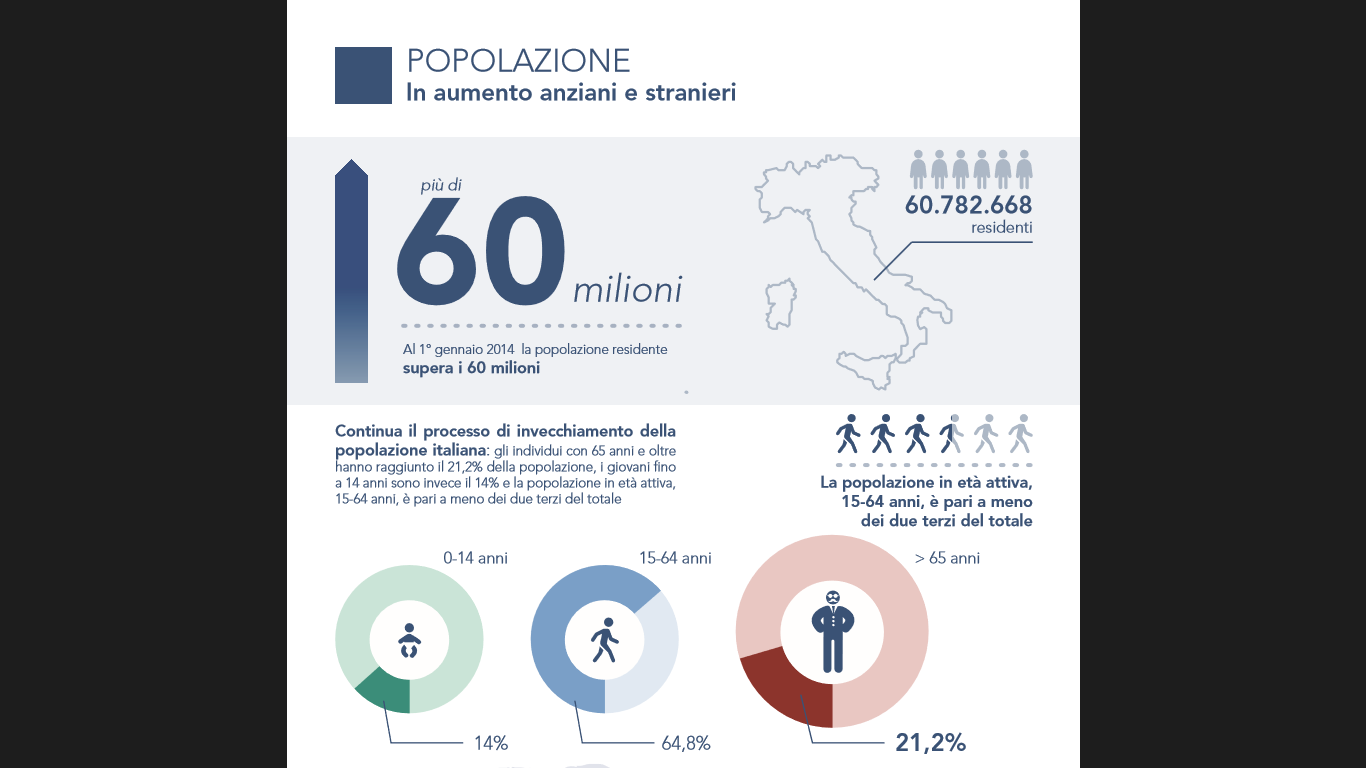 POPOLAZIONE
In aumento anziani e stranieri
più di
60 milioni
Al 1° gennaio 2014 la popolazione residente
supera i 60 milioni
60.782.668
residenti
Continua il processo di invecchiamento della
popolazione italiana: gli individui con 65 anni e oltre
hanno raggiunto il 21,2% della popolazione, i giovani fino
a 14 anni sono invece il 14% e la popolazione in età attiva,
15-64 anni, è pari a meno dei due terzi del totale
La popolazione in età attiva,
15-64 anni, è pari a meno
dei due terzi del totale
0-14 anni
14%
15-64 anni
64,8%
> 65 anni
21,2%